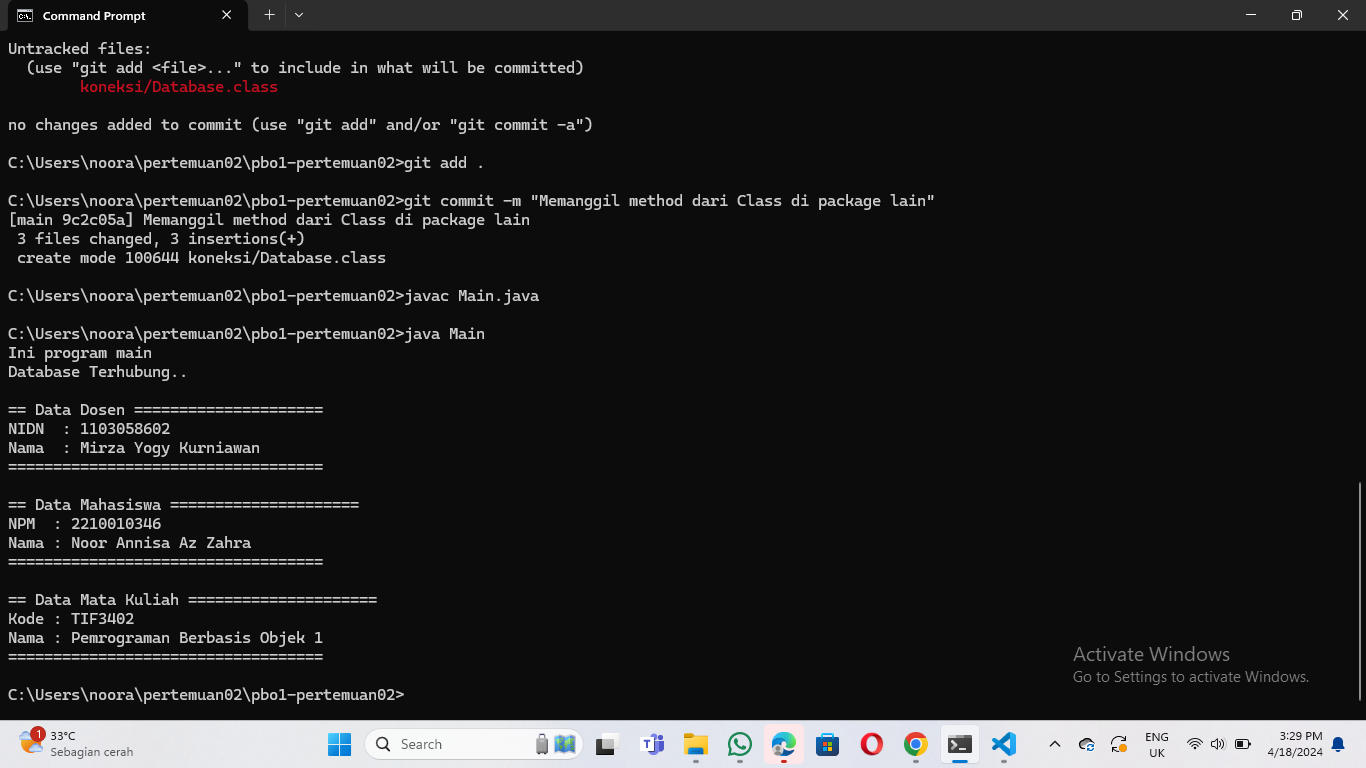 Command Prompt
Untracked files:
(use "git add <file>..." to include in what will be committed)
koneksi/Database.class
no changes added to commit (use "git add" and/or "git commit -a")
C:\Users\noora\pertemuan02\pbo1-pertemuan02>git add .
C:\Users\noora\pertemuan02\pbo1-pertemuan02>git commit -m "Memanggil method dari Class di package lain"
[main 9c2c05a] Memanggil method dari Class di package lain
3 files changed, 3 insertions(+)
create mode 100644 koneksi/Database.class
C:\Users\noora\pertemuan02\pbo1-pertemuan02>javac Main.java
C:\Users\noora\pertemuan02\pbo1-pertemuan02>java Main
Ini program main
Database Terhubung..
== Data Dosen =====================
NIDN  : 1103058602
Nama  : Mirza Yogy Kurniawan
===================================
== Data Mahasiswa =====================
NPM  : 2210010346
Nama : Noor Annisa Az Zahra
===================================
== Data Mata Kuliah =====================
Kode : TIF3402
Nama : Pemrograman Berbasis Objek 1
===================================
C:\Users\noora\pertemuan02\pbo1-pertemuan02>
Activate Windows
Go to Settings to activate Windows.
1
33°C
Sebagian cerah
Search
ENG
UK
3:29 PM
4/18/2024